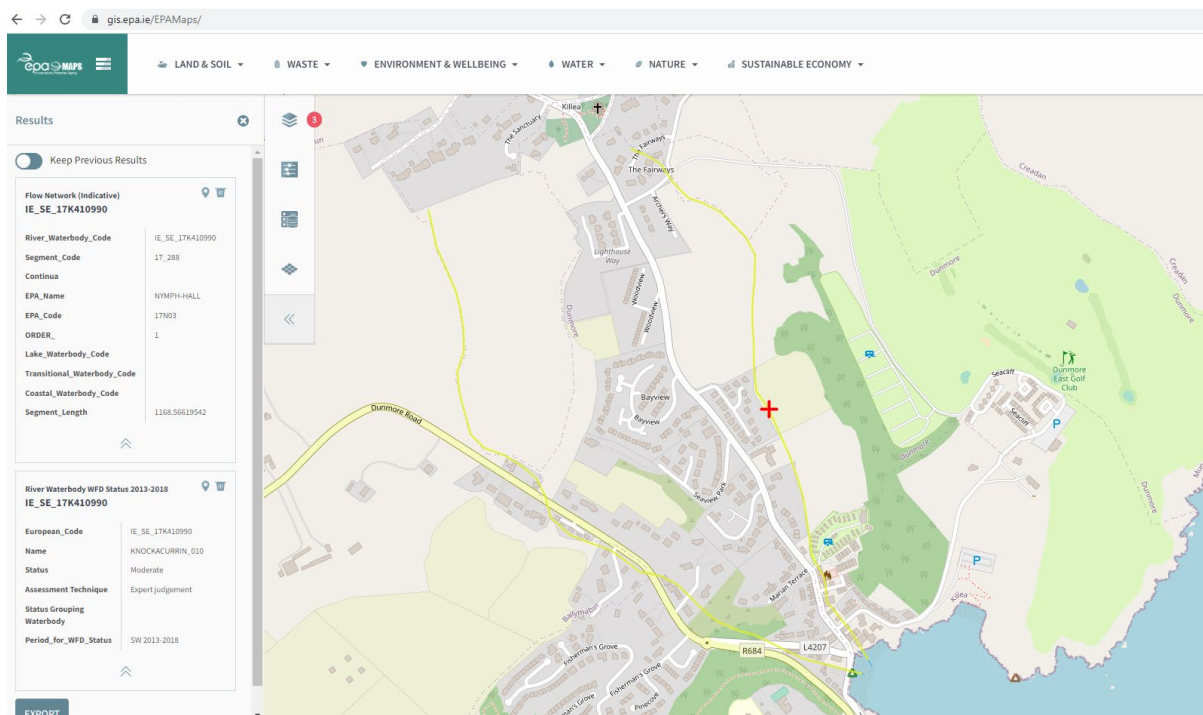 gis.epa.ie/EPAMaps/
epa MAPS
LAND & SOIL
WASTE
ENVIRONMENT & WELLBEING
WATER
NATURE
SUSTAINABLE ECONOMY
Results
Keep Previous Results
Flow Network (Indicative)
IE_SE_17K410990
River_Waterbody_Code IE_SE_17K410990
Segment_Code 17_288
Continua
EPA_Name NYMPH-HALL
EPA_Code 17N03
ORDER_ 1
Lake_Waterbody_Code
Transitional_Waterbody_Code
Coastal_Waterbody_Code
Segment_Length 1168.56619542
River Waterbody WFD Status 2013-2018
IE_SE_17K410990
European_Code IE_SE_17K410990
Name KNOCKACURRIN_010
Status Moderate
Assessment Technique Expert judgement
Status Grouping
Waterbody
Period_for_WFD_Status SW 2013-2018
EXPORT
3
Killea
The Sanctuary
The Fairways
The Fairways
Archers Way
Lighthouse
Way
Woodview
Woodview
Dunmore
Bayview
Bayview
Seaview Park
Dunmore Road
Marian Terrace
Ballymabin
Fisherman's Grove
Fisherman's Grove
Pinecove
R684
L4207
Creadan
Dunmore
Creadan
Dunmore
Dunmore
East Golf
Club
Seacliff
Seacliff
P
Dunmore
Dunmore
P
Killea